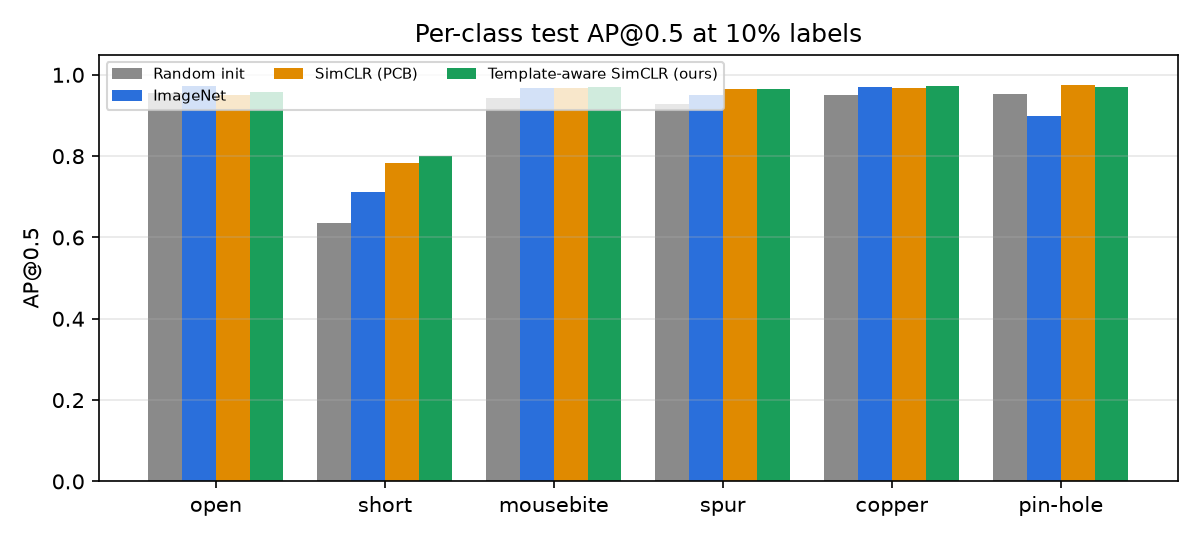 Per-class test AP@0.5 at 10% labels
Random init
ImageNet
SimCLR (PCB)
Template-aware SimCLR (ours)
AP@0.5
1.0
0.8
0.6
0.4
0.2
0.0
open
short
mousebite
spur
copper
pin-hole